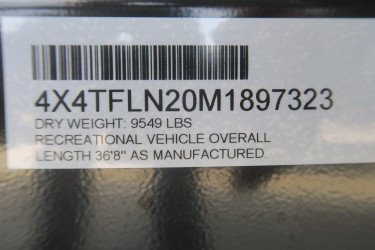 4X4TFLN20M1897323
DRY WEIGHT: 9549 LBS
RECREATIONAL VEHICLE OVERALL
LENGTH 36'8" AS MANUFACTURED.